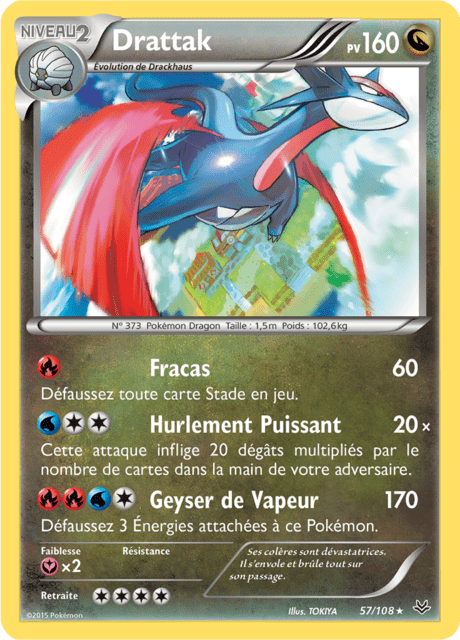 NIVEAU 2
Drattak
PV 160
Évolution de Drackhaus
N° 373 Pokémon Dragon Taille : 1,5m Poids : 102,6kg
Fracas 60
Défaussez toute carte Stade en jeu.
Hurlement Puissant 20×
Cette attaque inflige 20 dégâts multipliés par le
nombre de cartes dans la main de votre adversaire.
Geyser de Vapeur 170
Défaussez 3 Énergies attachées à ce Pokémon.
Faiblesse Résistance
×2
Retraite
Ses colères sont dévastatrices.
Il s'envole et brûle tout sur
son passage.
©2015 Pokémon
Illus. TOKIYA
57/108 ★